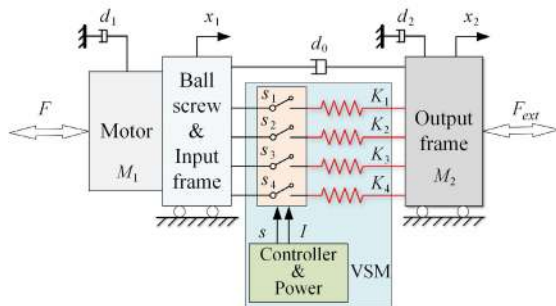 d1
x1
d2
x2
d0
F
Motor
M1
Ball
screw
&
Input
frame
s1
s2
s3
s4
K1
K2
K3
K4
Output
frame
M2
Fext
s
I
Controller
&
Power
VSM